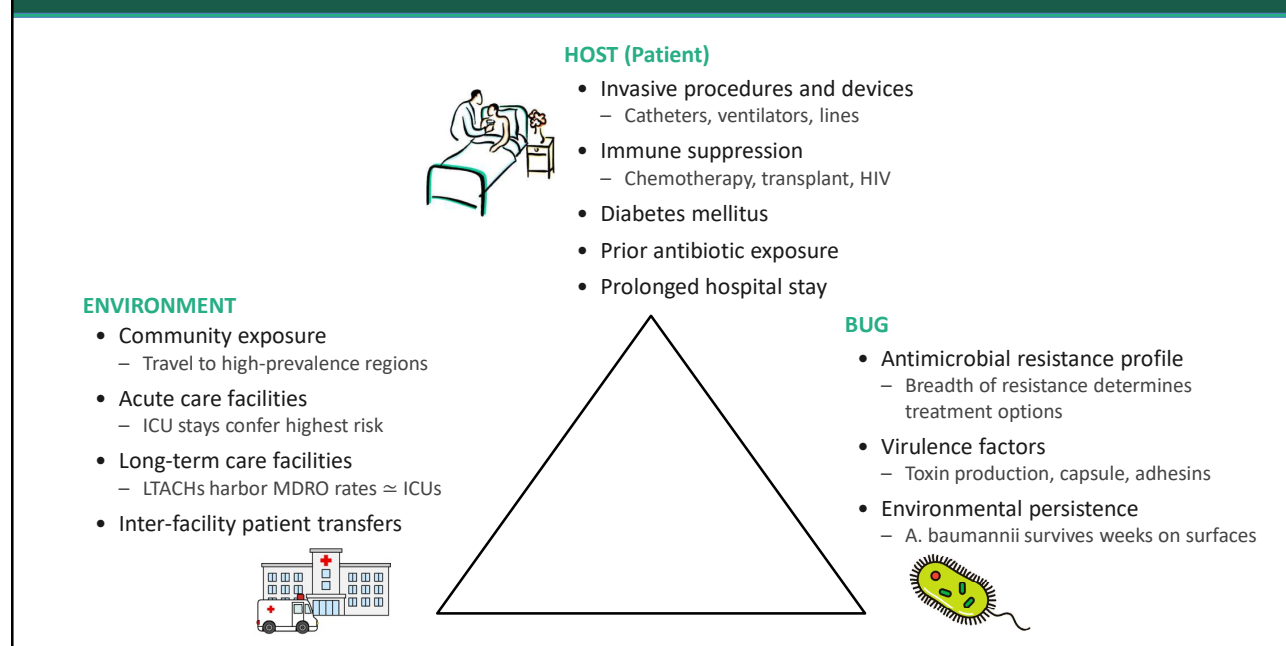 HOST (Patient)
• Invasive procedures and devices
– Catheters, ventilators, lines
• Immune suppression
– Chemotherapy, transplant, HIV
• Diabetes mellitus
• Prior antibiotic exposure
• Prolonged hospital stay
ENVIRONMENT
• Community exposure
– Travel to high-prevalence regions
• Acute care facilities
– ICU stays confer highest risk
• Long-term care facilities
– LTACHs harbor MDRO rates ≃ ICUs
• Inter-facility patient transfers
BUG
• Antimicrobial resistance profile
– Breadth of resistance determines
treatment options
• Virulence factors
– Toxin production, capsule, adhesins
• Environmental persistence
– A. baumannii survives weeks on surfaces